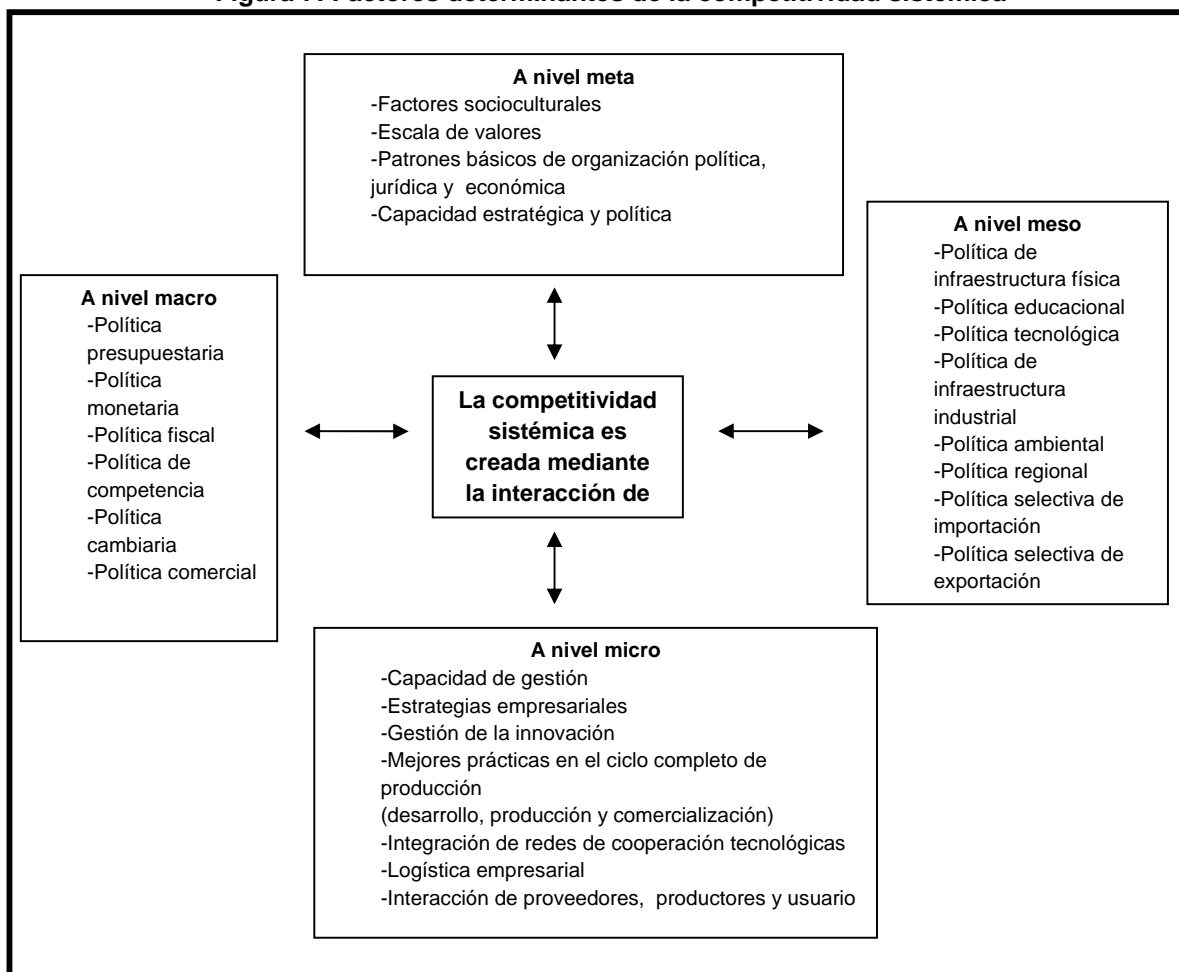 A nivel meta
-Factores socioculturales
-Escala de valores
-Patrones básicos de organización política,
jurídica y económica
-Capacidad estratégica y política
A nivel macro
-Política
presupuestaria
-Política
monetaria
-Política fiscal
-Política de
competencia
-Política
cambiaria
-Política comercial
La competitividad
sistémica es
creada mediante
la interacción de
A nivel meso
-Política de
infraestructura física
-Política educacional
-Política tecnológica
-Política de
infraestructura
industrial
-Política ambiental
-Política regional
-Política selectiva de
importación
-Política selectiva de
exportación
A nivel micro
-Capacidad de gestión
-Estrategias empresariales
-Gestión de la innovación
-Mejores prácticas en el ciclo completo de
producción
(desarrollo, producción y comercialización)
-Integración de redes de cooperación tecnológicas
-Logística empresarial
-Interacción de proveedores, productores y usuario